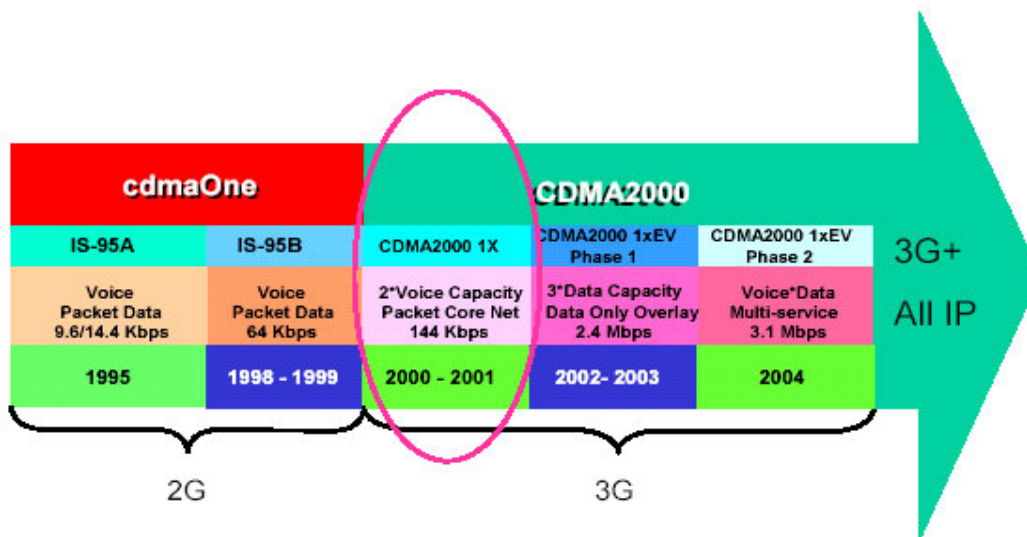 cdmaOne
CDMA2000
IS-95A
IS-95B
CDMA2000 1X
CDMA2000 1xEV
Phase 1
CDMA2000 1xEV
Phase 2
3G+
All IP
Voice
Packet Data
9.6/14.4 Kbps
Voice
Packet Data
64 Kbps
2*Voice Capacity
Packet Core Net
144 Kbps
3*Data Capacity
Data Only Overlay
2.4 Mbps
Voice*Data
Multi-service
3.1 Mbps
1995
1998 - 1999
2000 - 2001
2002- 2003
2004
2G
3G